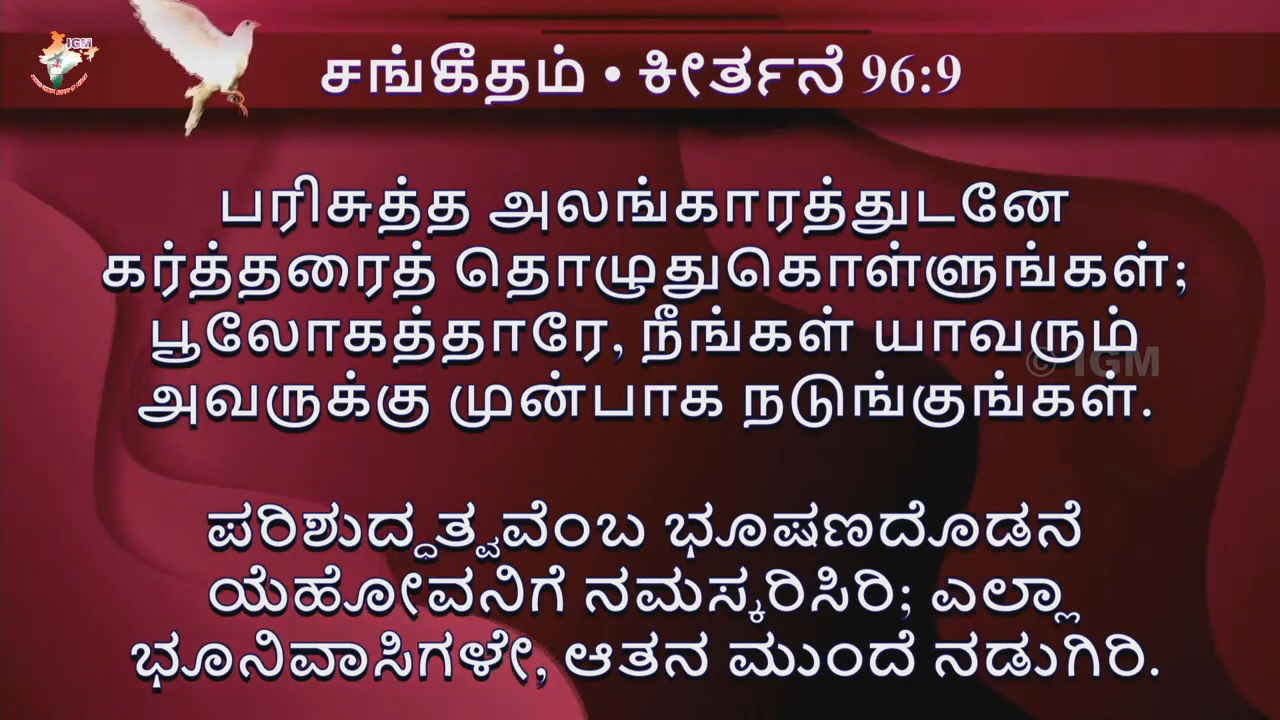 IGM
சங்கீதம் • ಕೀರ್ತನೆ 96:9
பரிசுத்த அலங்காரத்துடனே
கர்த்தரைத் தொழுதுகொள்ளுங்கள்;
பூலோகத்தாரே, நீங்கள் யாவரும்
© IGM
அவருக்கு முன்பாக நடுங்குங்கள்.
ಪರಿಶುದ್ಧತ್ವವೆಂಬ ಭೂಷಣದೊಡನೆ
ಯೆಹೋವನಿಗೆ ನಮಸ್ಕರಿಸಿರಿ; ಎಲ್ಲಾ
ಭೂನಿವಾಸಿಗಳೇ, ಆತನ ಮುಂದೆ ನಡುಗಿರಿ.